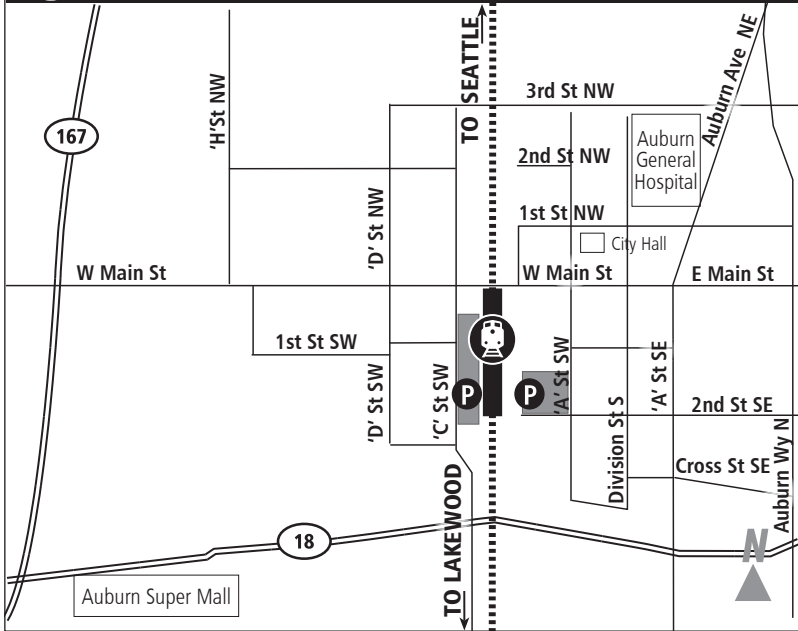 TO SEATTLE
Auburn Ave NE
167
'H'St NW
3rd St NW
2nd St NW
Auburn
General
Hospital
'D' St NW
1st St NW
City Hall
W Main St
W Main St
E Main St
1st St SW
'D' St SW
'C' St SW
P
P
'A' St SW
'A' St SE
2nd St SE
Division St S
Cross St SE
Auburn Wy N
TO LAKEWOOD
18
N
Auburn Super Mall